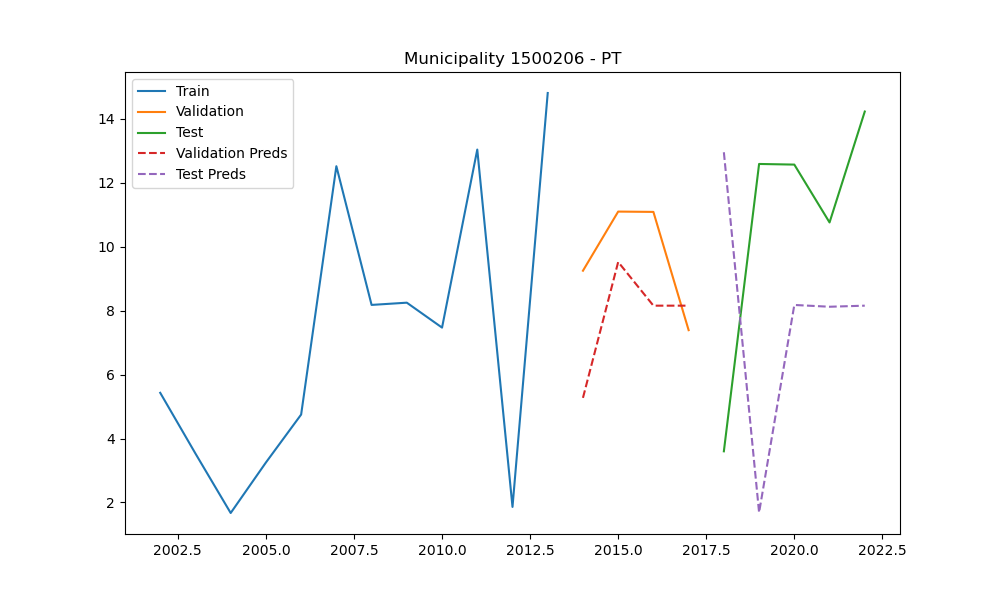 Municipality 1500206 - PT
Train
Validation
Test
Validation Preds
Test Preds
14
12
10
8
6
4
2
2002.5 2005.0 2007.5 2010.0 2012.5 2015.0 2017.5 2020.0 2022.5